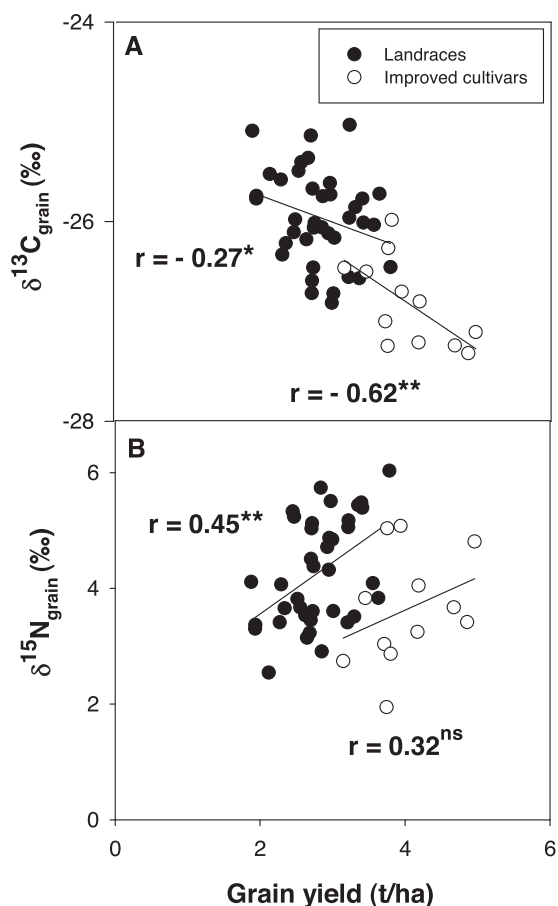 -24
A
Landraces
Improved cultivars
δ¹³Cgrain (‰)
-26
r = - 0.27*
r = - 0.62**
-28
B
6
r = 0.45**
δ¹⁵Ngrain (‰)
4
2
r = 0.32ns
0
0 2 4 6
Grain yield (t/ha)